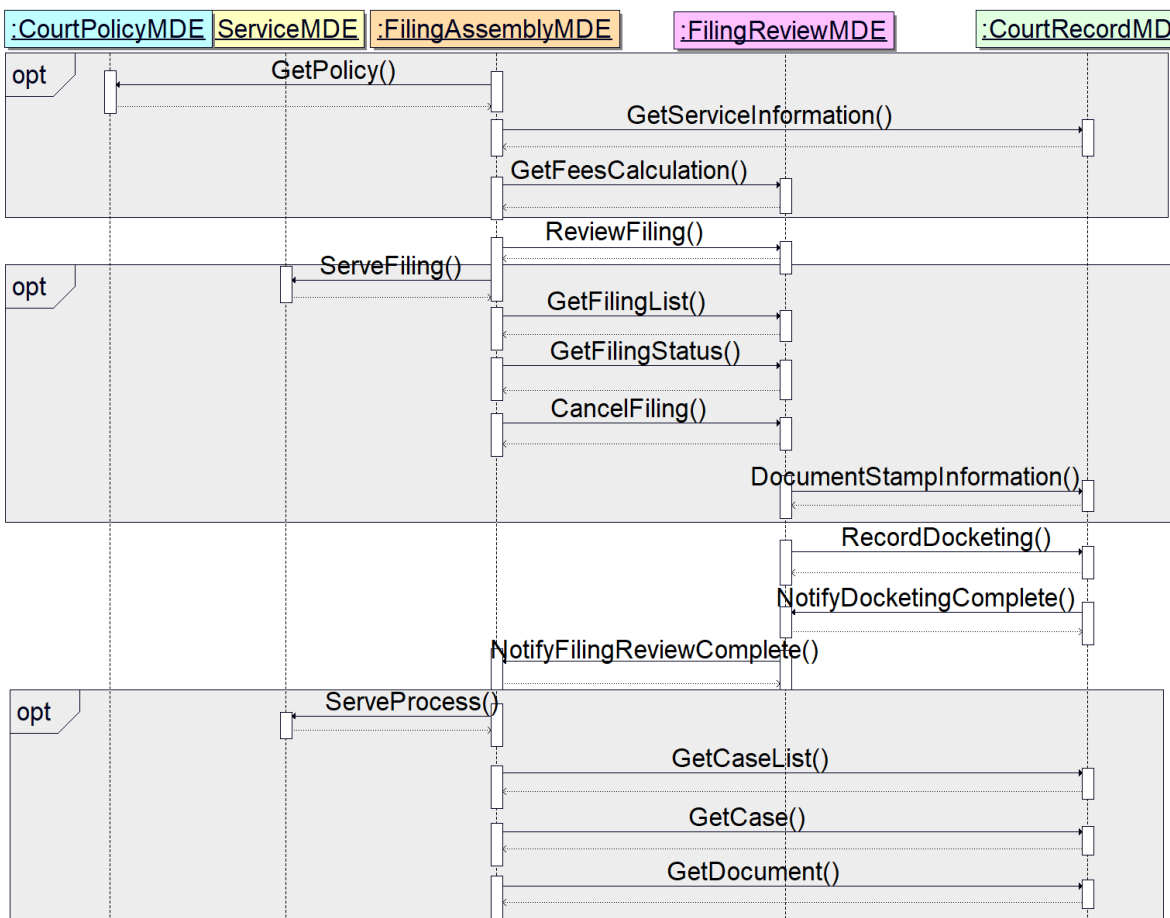 :CourtPolicyMDE ServiceMDE :FilingAssemblyMDE :FilingReviewMDE :CourtRecordMD
opt
GetPolicy()
GetServiceInformation()
GetFeesCalculation()
ReviewFiling()
opt
ServeFiling()
GetFilingList()
GetFilingStatus()
CancelFiling()
DocumentStampInformation()
RecordDocketing()
NotifyDocketingComplete()
NotifyFilingReviewComplete()
opt
ServeProcess()
GetCaseList()
GetCase()
GetDocument()